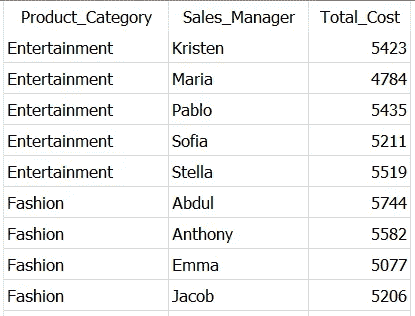 Product_Category Sales_Manager Total_Cost
Entertainment Kristen 5423
Entertainment Maria 4784
Entertainment Pablo 5435
Entertainment Sofia 5211
Entertainment Stella 5519
Fashion Abdul 5744
Fashion Anthony 5582
Fashion Emma 5077
Fashion Jacob 5206